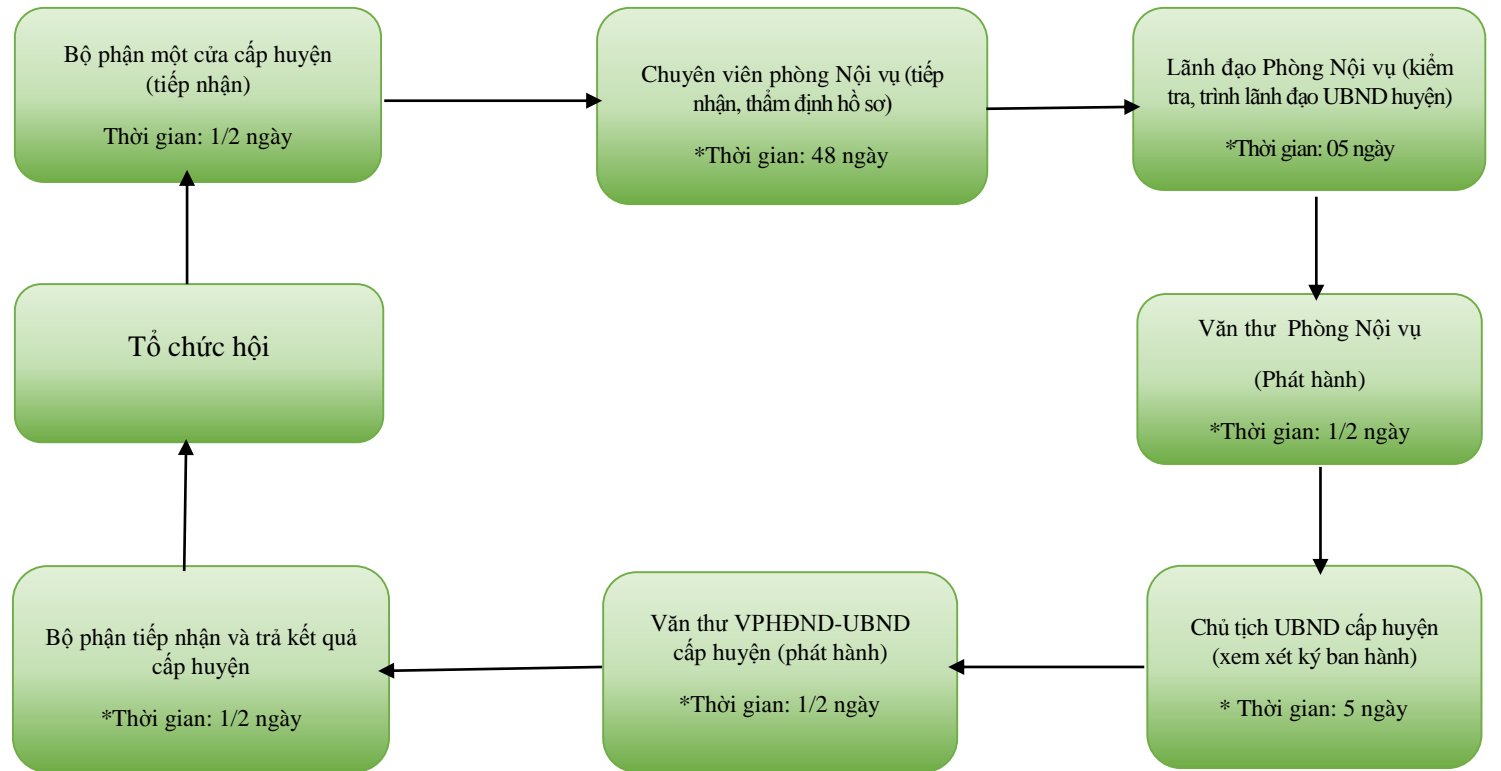 Bộ phận một cửa cấp huyện
(tiếp nhận)
Thời gian: 1/2 ngày
Chuyên viên phòng Nội vụ (tiếp
nhận, thẩm định hồ sơ)
*Thời gian: 48 ngày
Lãnh đạo Phòng Nội vụ (kiểm
tra, trình lãnh đạo UBND huyện)
*Thời gian: 05 ngày
Tổ chức hội
Văn thư Phòng Nội vụ
(Phát hành)
*Thời gian: 1/2 ngày
Bộ phận tiếp nhận và trả kết quả
cấp huyện
*Thời gian: 1/2 ngày
Văn thư VPHĐND-UBND
cấp huyện (phát hành)
*Thời gian: 1/2 ngày
Chủ tịch UBND cấp huyện
(xem xét ký ban hành)
* Thời gian: 5 ngày